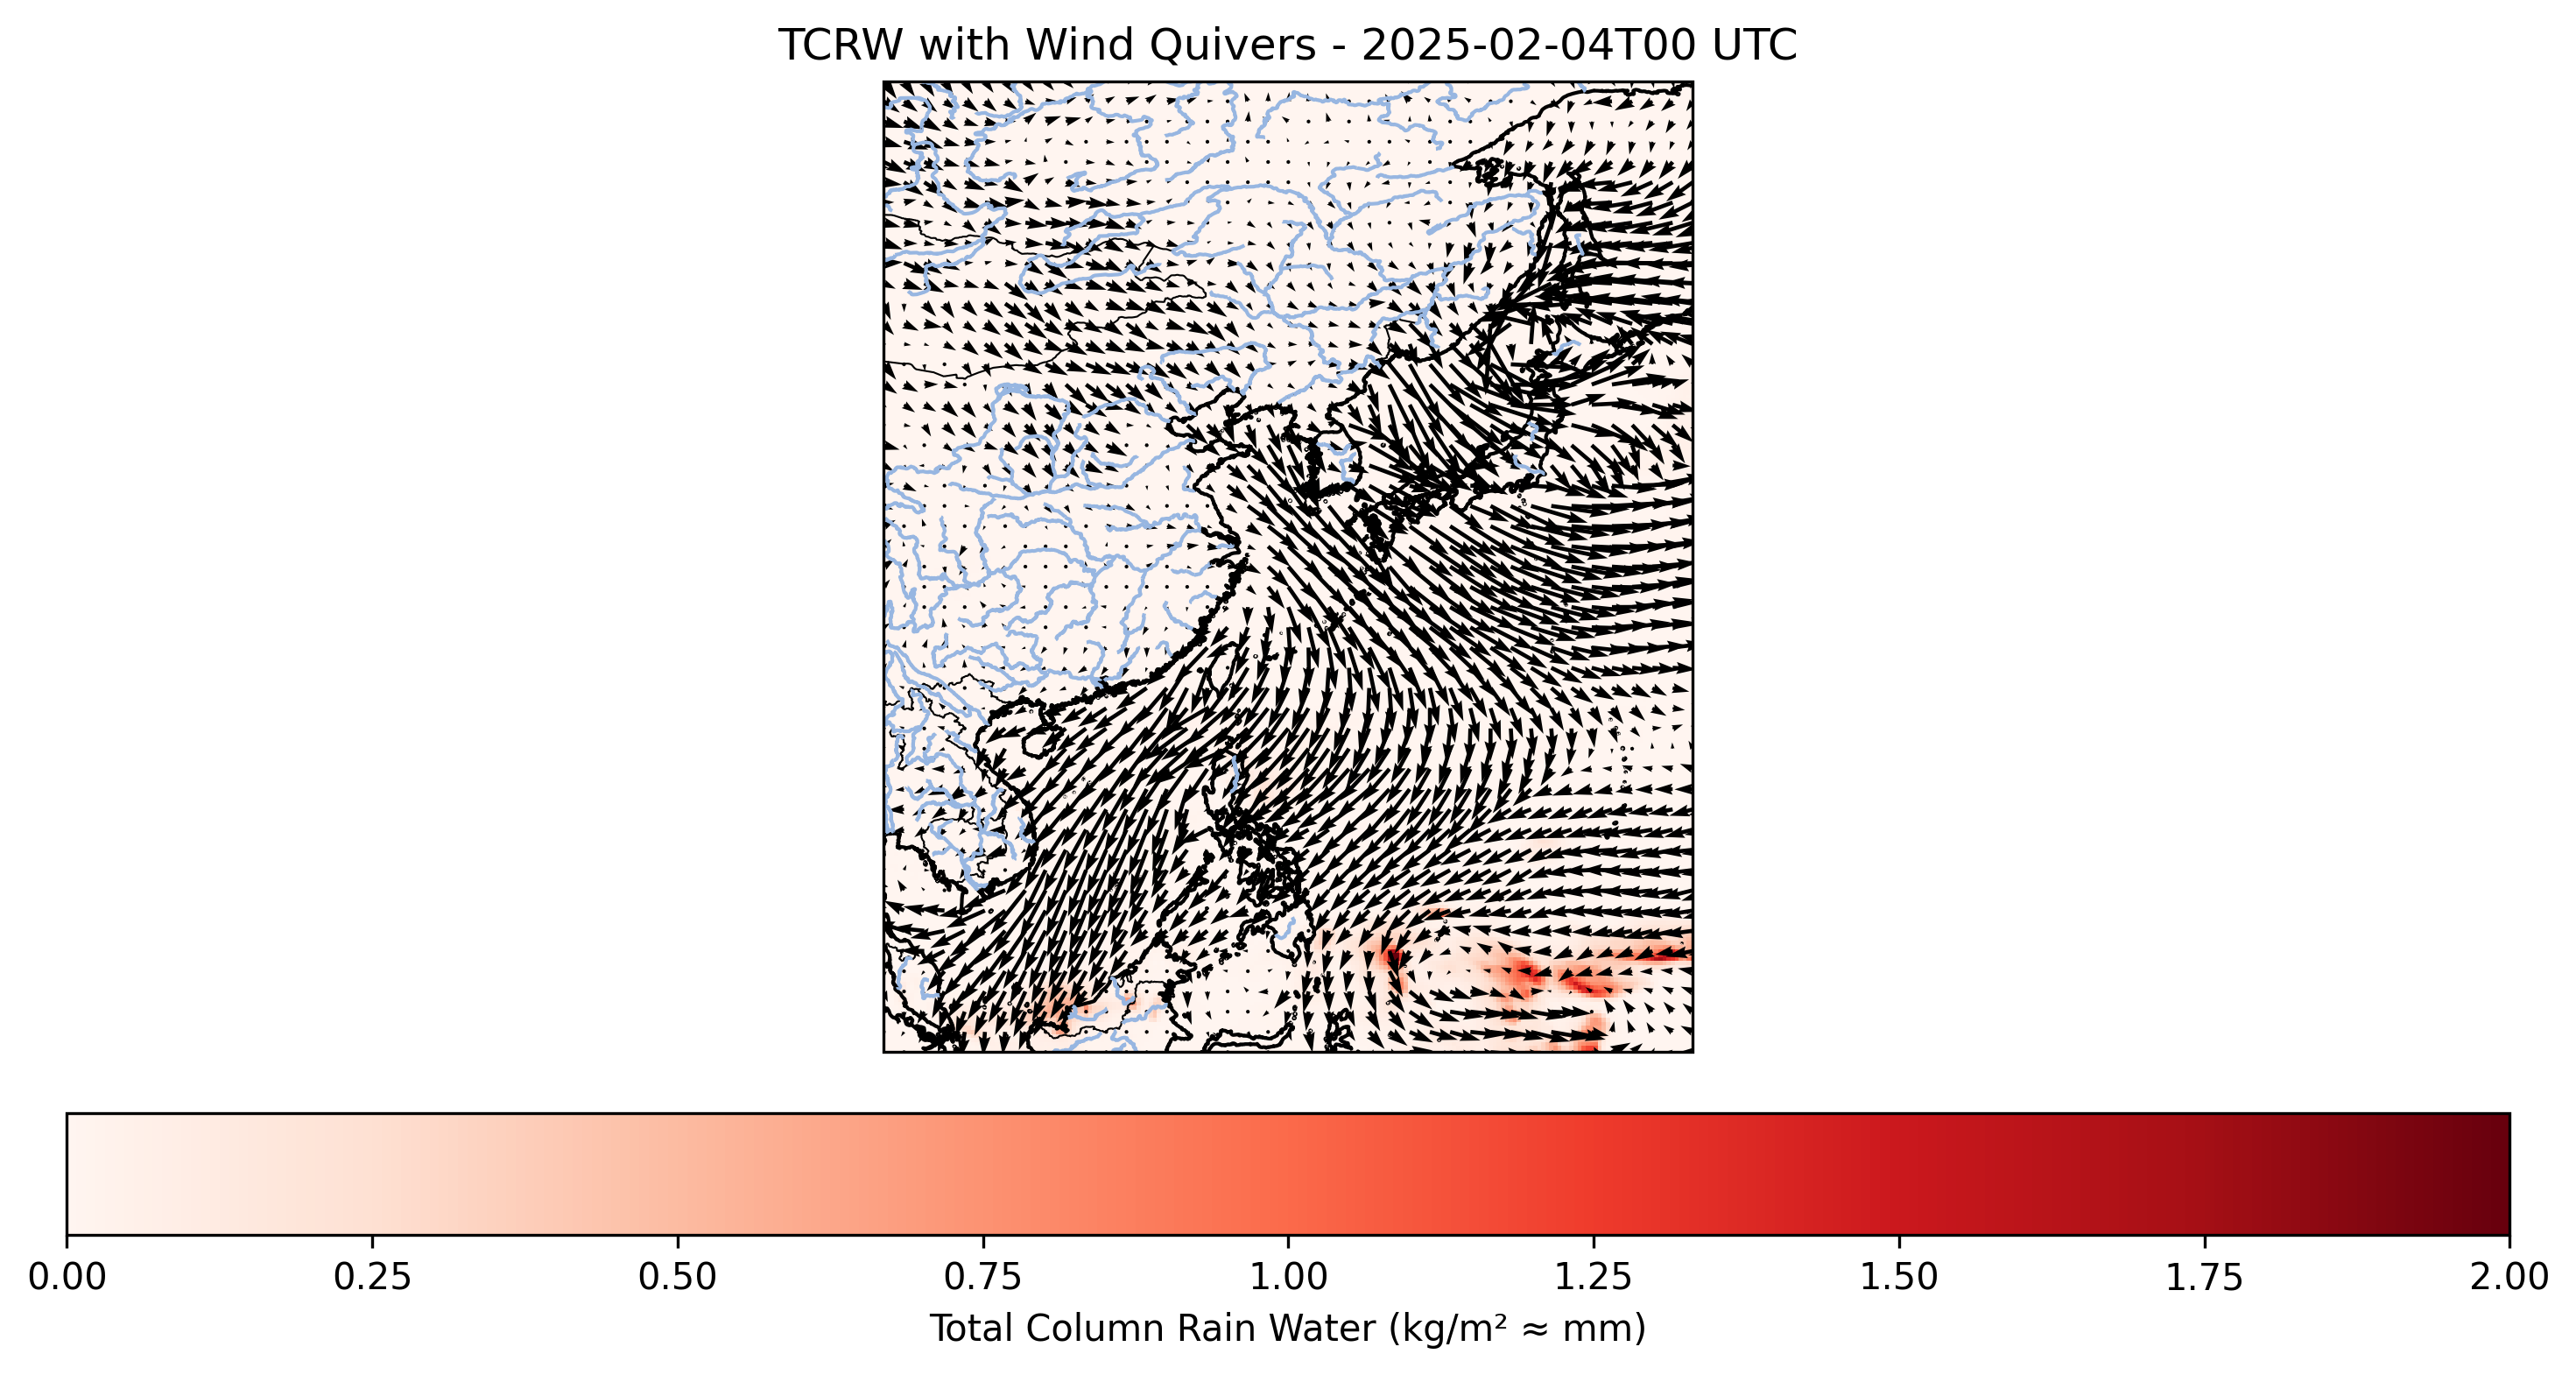 TCRW with Wind Quivers - 2025-02-04T00 UTC
0.00 0.25 0.50 0.75 1.00 1.25 1.50 1.75 2.00
Total Column Rain Water (kg/m² ≈ mm)